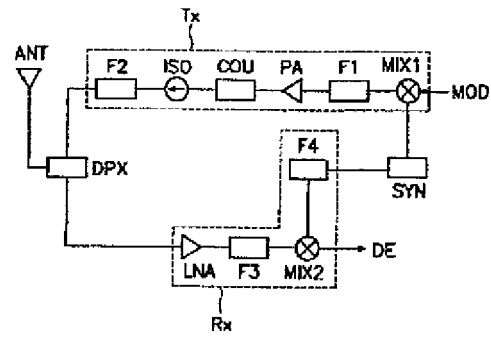 Tx
ANT
F2 ISO COU PA F1 MIX1
MOD
F4
DPX
SYN
LNA F3 MIX2
DE
Rx